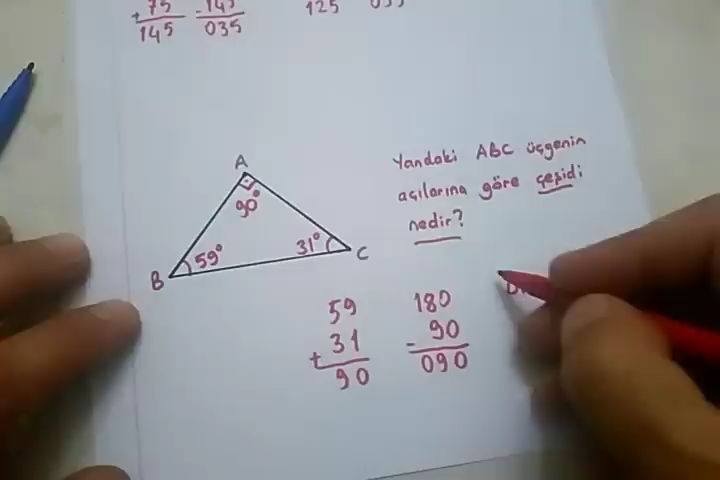 + 75
145
- 145
035
125
A
90°
59°
31°
B
C
Yandaki ABC üçgenin
açılarına göre çeşidi
nedir?
59
+ 31
90
180
- 90
090